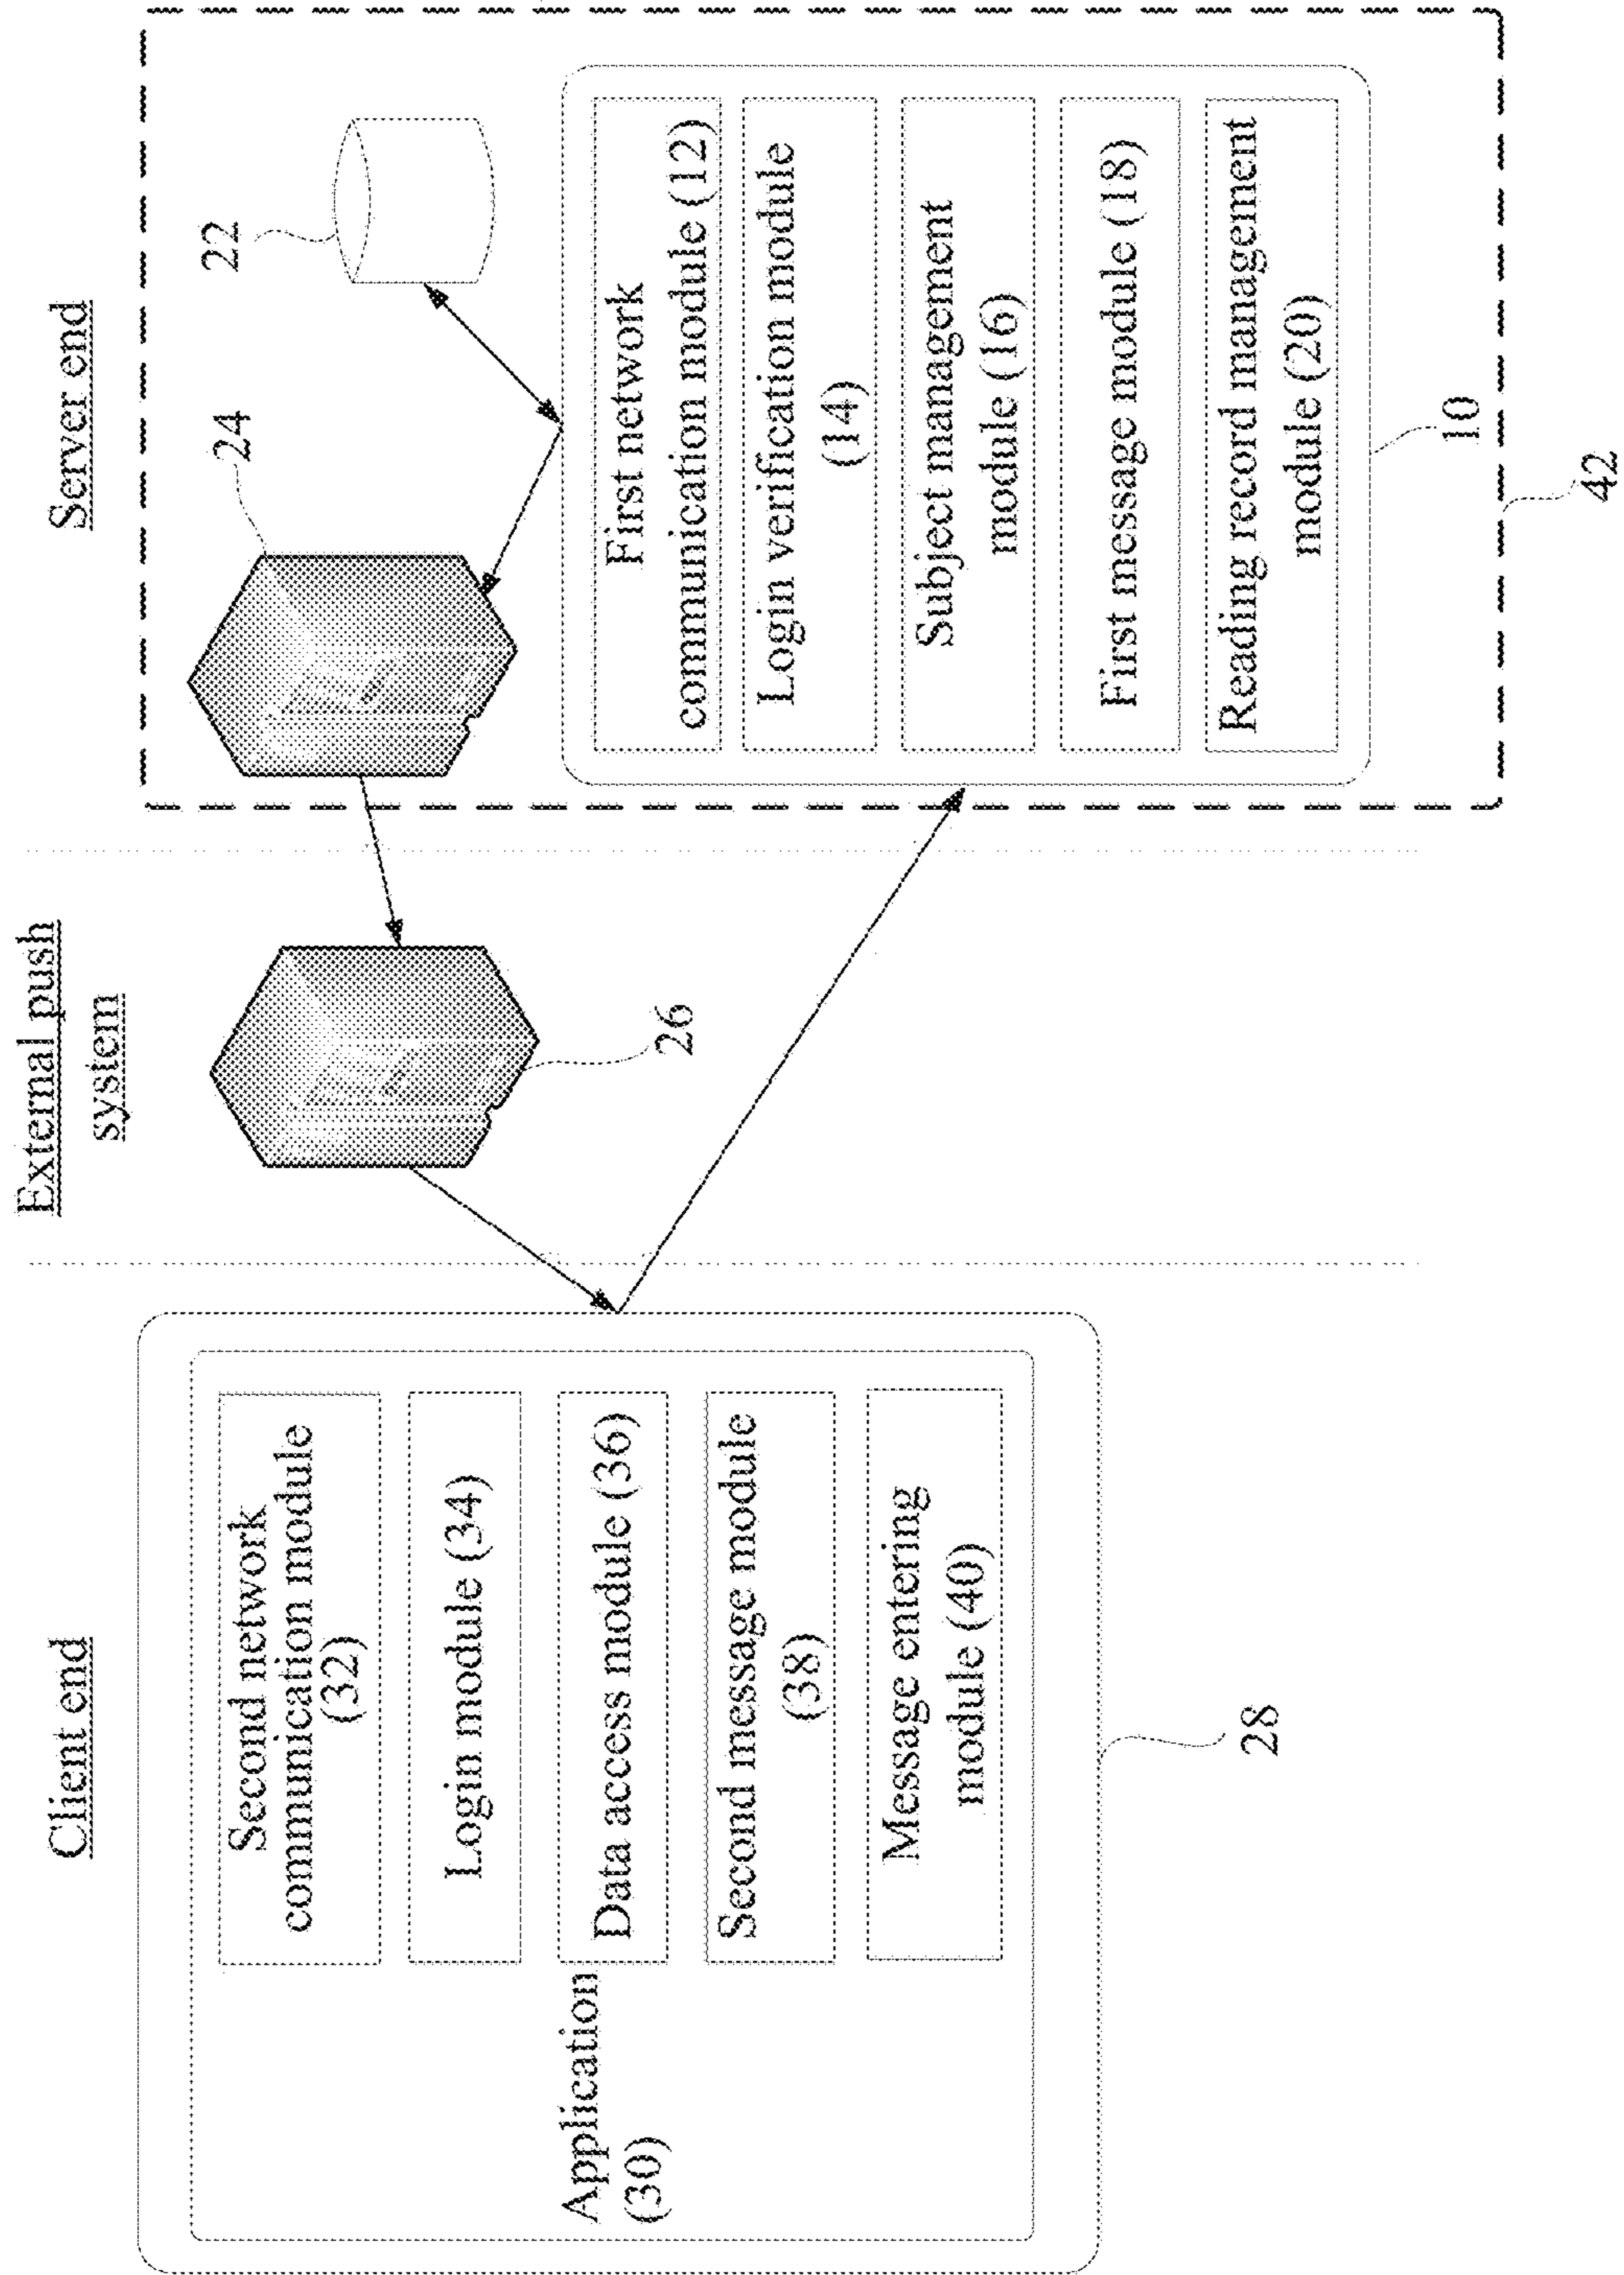 Client end
External push
system
Server end
Second network
communication module
(32)
Login module (34)
Data access module (36)
Second message module
(38)
Message entering
module (40)
Application
(30)
28
26
24
22
First network
communication module (12)
Login verification module
(14)
Subject management
module (16)
First message module (18)
Reading record management
module (20)
10
42